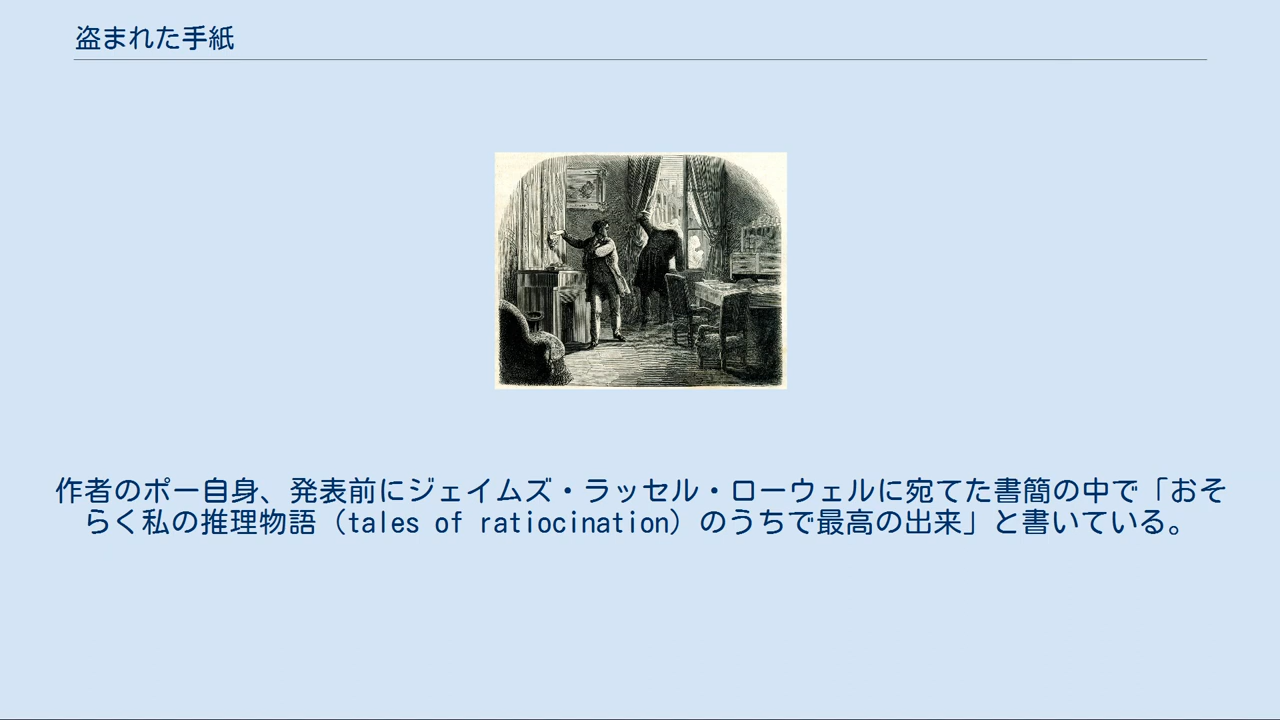 盗まれた手紙
作者のポー自身、発表前にジェイムズ・ラッセル・ローウェルに宛てた書簡の中で「おそ
らく私の推理物語（tales of ratiocination）のうちで最高の出来」と書いている。